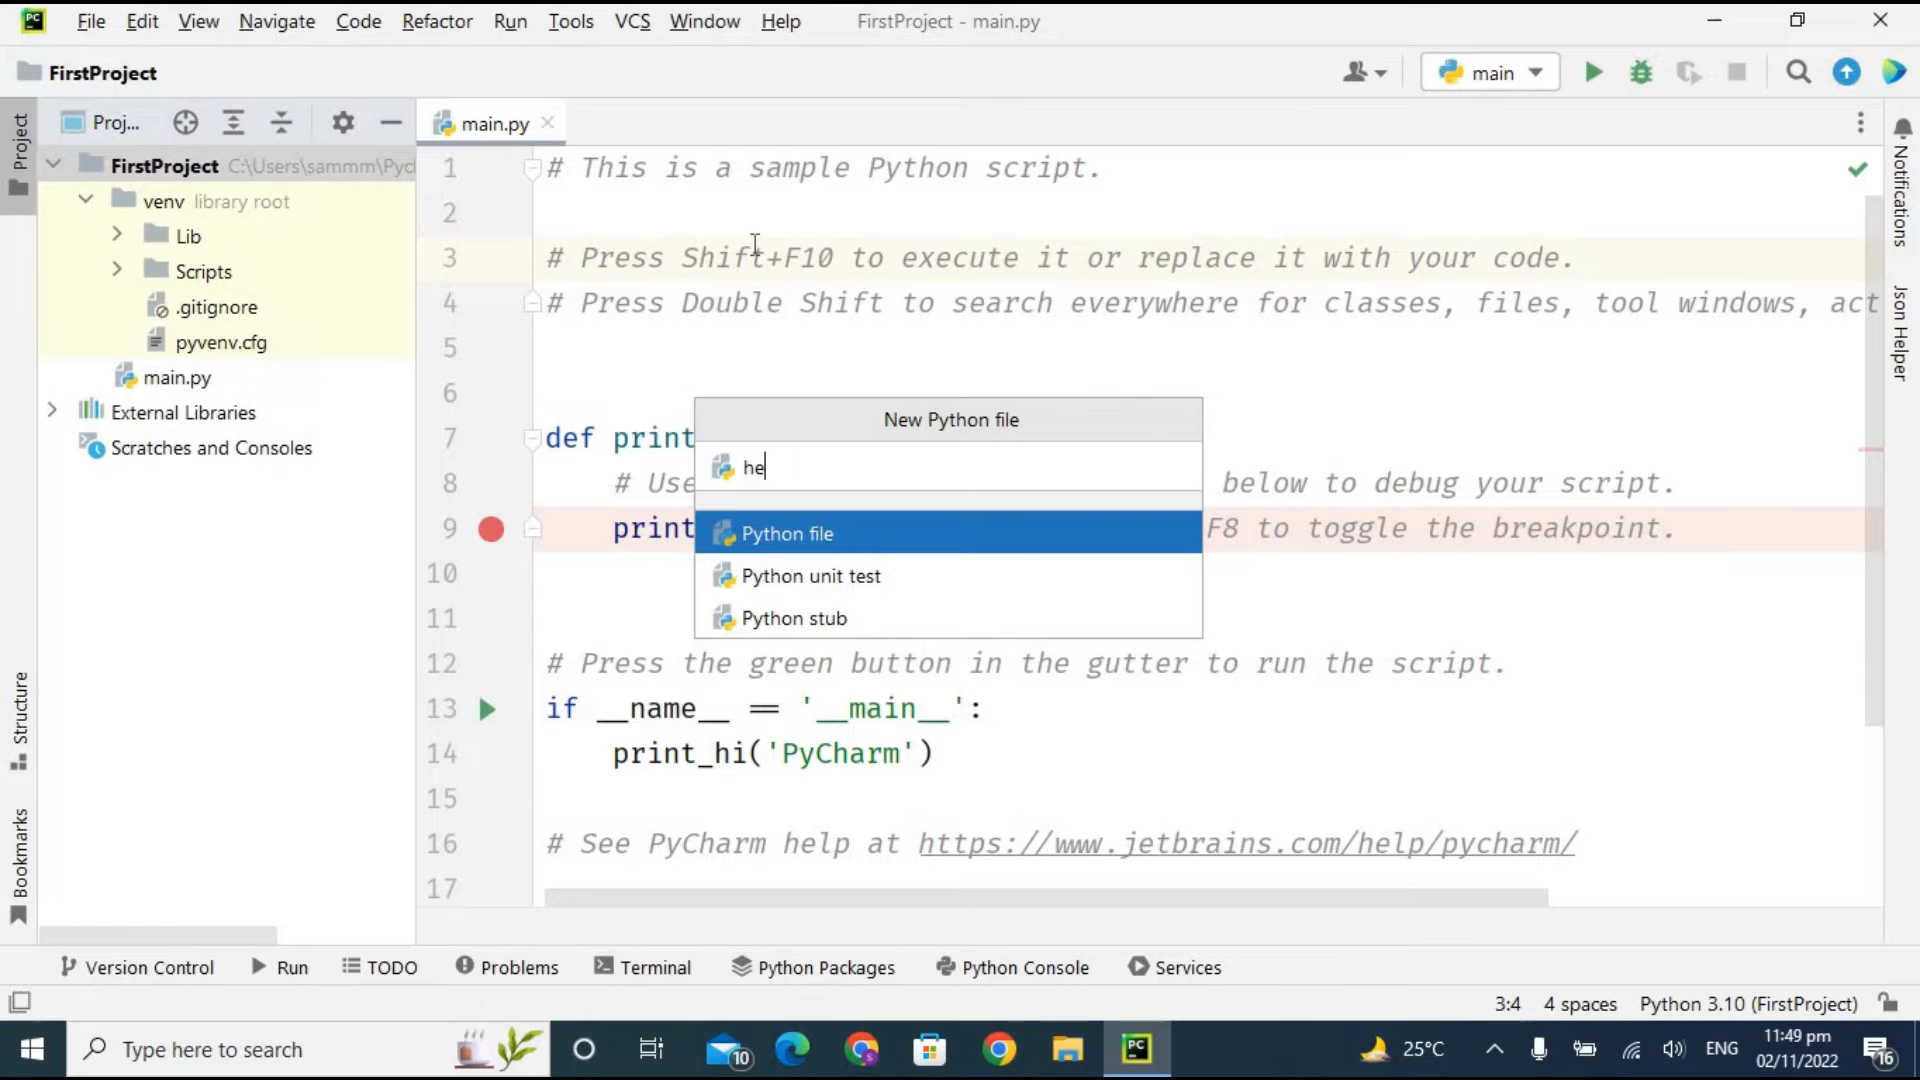 PC File Edit View Navigate Code Refactor Run Tools VCS Window Help FirstProject - main.py
FirstProject
main
Project
Proj...
main.py
FirstProject C:\Users\sammm\Pycl
venv library root
Lib
Scripts
.gitignore
pyvenv.cfg
main.py
External Libraries
Scratches and Consoles
1 # This is a sample Python script.
2
3 # Press Shift+F10 to execute it or replace it with your code.
4 # Press Double Shift to search everywhere for classes, files, tool windows, act
5
6
7 def print
8 # Use below to debug your script.
9 print F8 to toggle the breakpoint.
10
11
12 # Press the green button in the gutter to run the script.
13 if __name__ == '__main__':
14 print_hi('PyCharm')
15
16 # See PyCharm help at https://www.jetbrains.com/help/pycharm/
17
New Python file
he
Python file
Python unit test
Python stub
Notifications
Json Helper
Structure
Bookmarks
Version Control Run TODO Problems Terminal Python Packages Python Console Services
3:4 4 spaces Python 3.10 (FirstProject)
Type here to search
10
S
PC
25°C
ENG
11:49 pm
02/11/2022
16